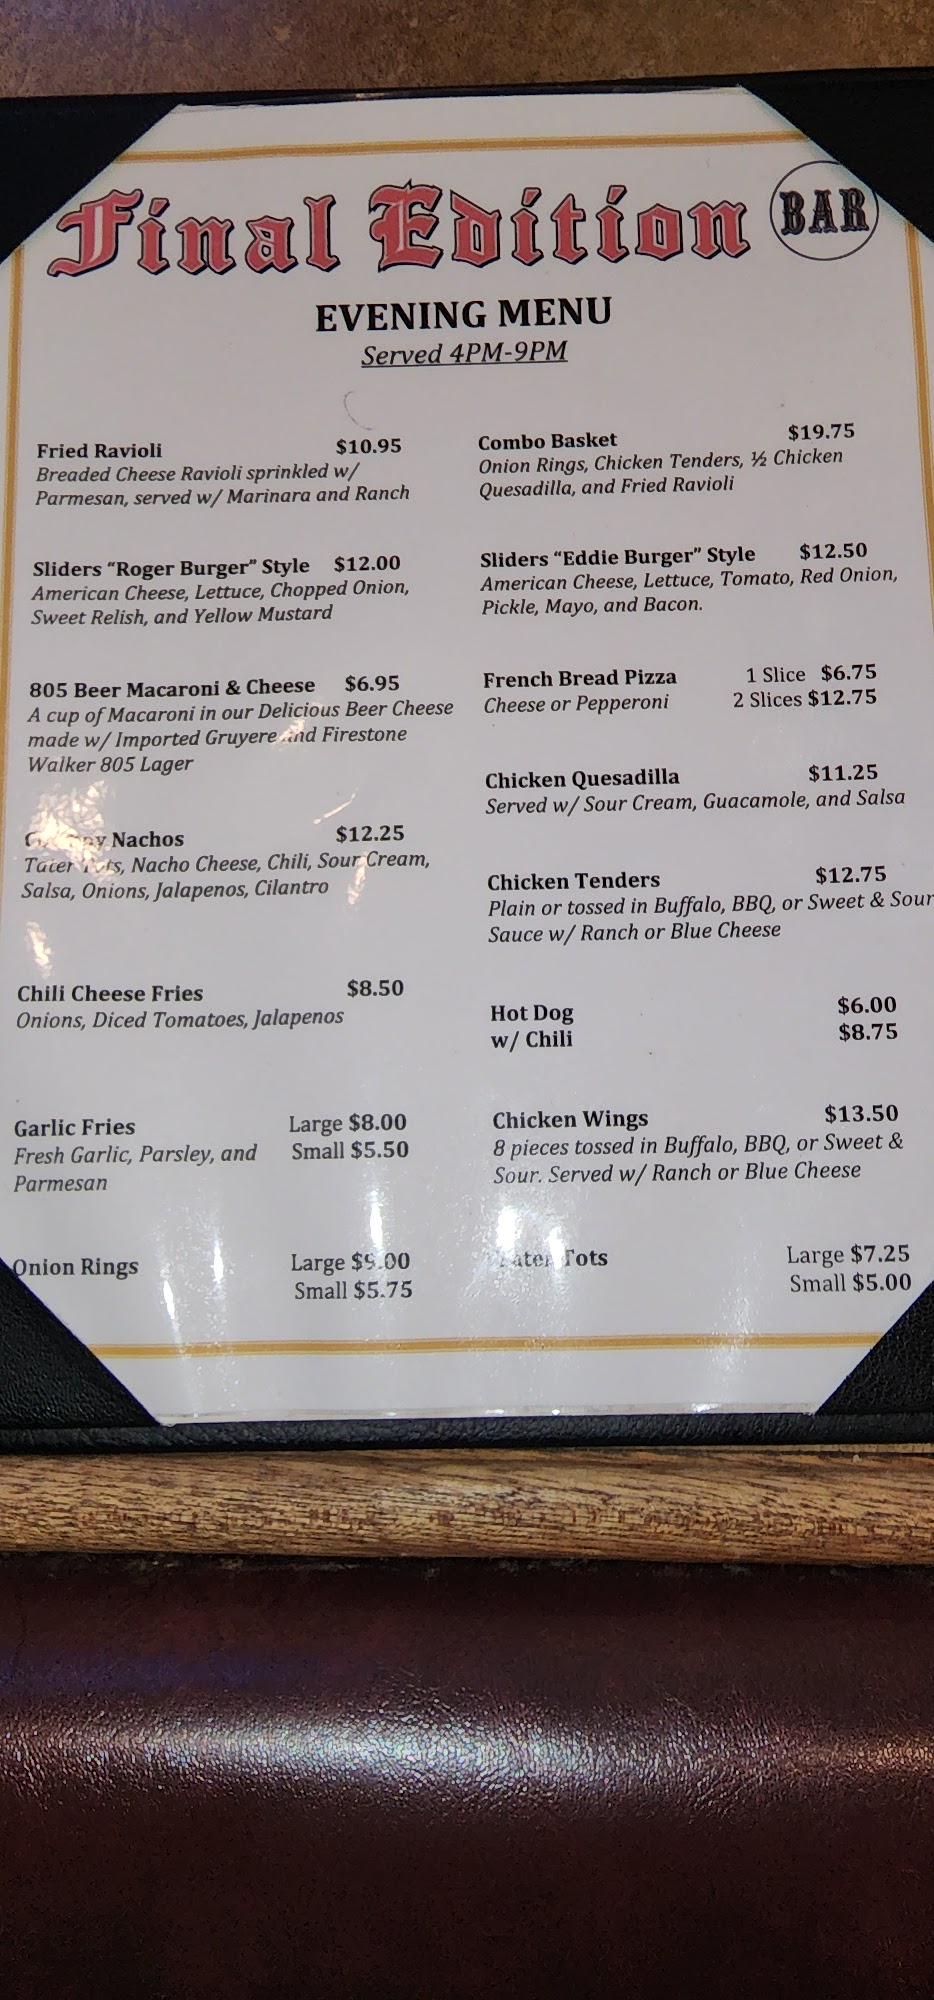 Final Edition BAR
EVENING MENU
Served 4PM-9PM
Fried Ravioli $10.95
Breaded Cheese Ravioli sprinkled w/
Parmesan, served w/ Marinara and Ranch
Sliders “Roger Burger” Style $12.00
American Cheese, Lettuce, Chopped Onion,
Sweet Relish, and Yellow Mustard
805 Beer Macaroni & Cheese $6.95
A cup of Macaroni in our Delicious Beer Cheese
made w/ Imported Gruyere and Firestone
Walker 805 Lager
Nachos $12.25
Tater Tots, Nacho Cheese, Chili, Sour Cream,
Salsa, Onions, Jalapenos, Cilantro
Chili Cheese Fries $8.50
Onions, Diced Tomatoes, Jalapenos
Garlic Fries Large $8.00
Fresh Garlic, Parsley, and Small $5.50
Parmesan
Onion Rings Large $9.00
Small $5.75
Combo Basket $19.75
Onion Rings, Chicken Tenders, ½ Chicken
Quesadilla, and Fried Ravioli
Sliders “Eddie Burger” Style $12.50
American Cheese, Lettuce, Tomato, Red Onion,
Pickle, Mayo, and Bacon.
French Bread Pizza 1 Slice $6.75
Cheese or Pepperoni 2 Slices $12.75
Chicken Quesadilla $11.25
Served w/ Sour Cream, Guacamole, and Salsa
Chicken Tenders $12.75
Plain or tossed in Buffalo, BBQ, or Sweet & Sour
Sauce w/ Ranch or Blue Cheese
Hot Dog $6.00
w/ Chili $8.75
Chicken Wings $13.50
8 pieces tossed in Buffalo, BBQ, or Sweet &
Sour. Served w/ Ranch or Blue Cheese
Tater Tots Large $7.25
Small $5.00